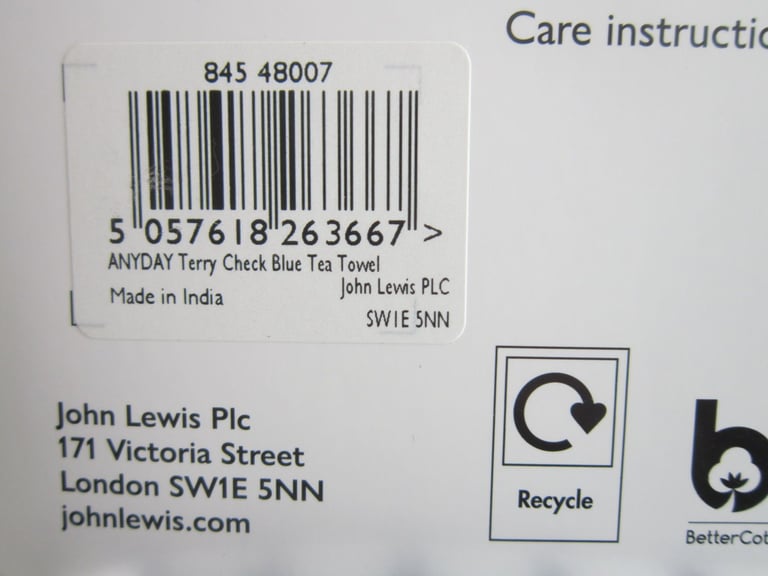 Care instructio
845 48007
5 057618 263667 >
ANYDAY Terry Check Blue Tea Towel
John Lewis PLC
Made in India
SW1E 5NN
John Lewis Plc
171 Victoria Street
London SW1E 5NN
johnlewis.com
Recycle
BetterCot